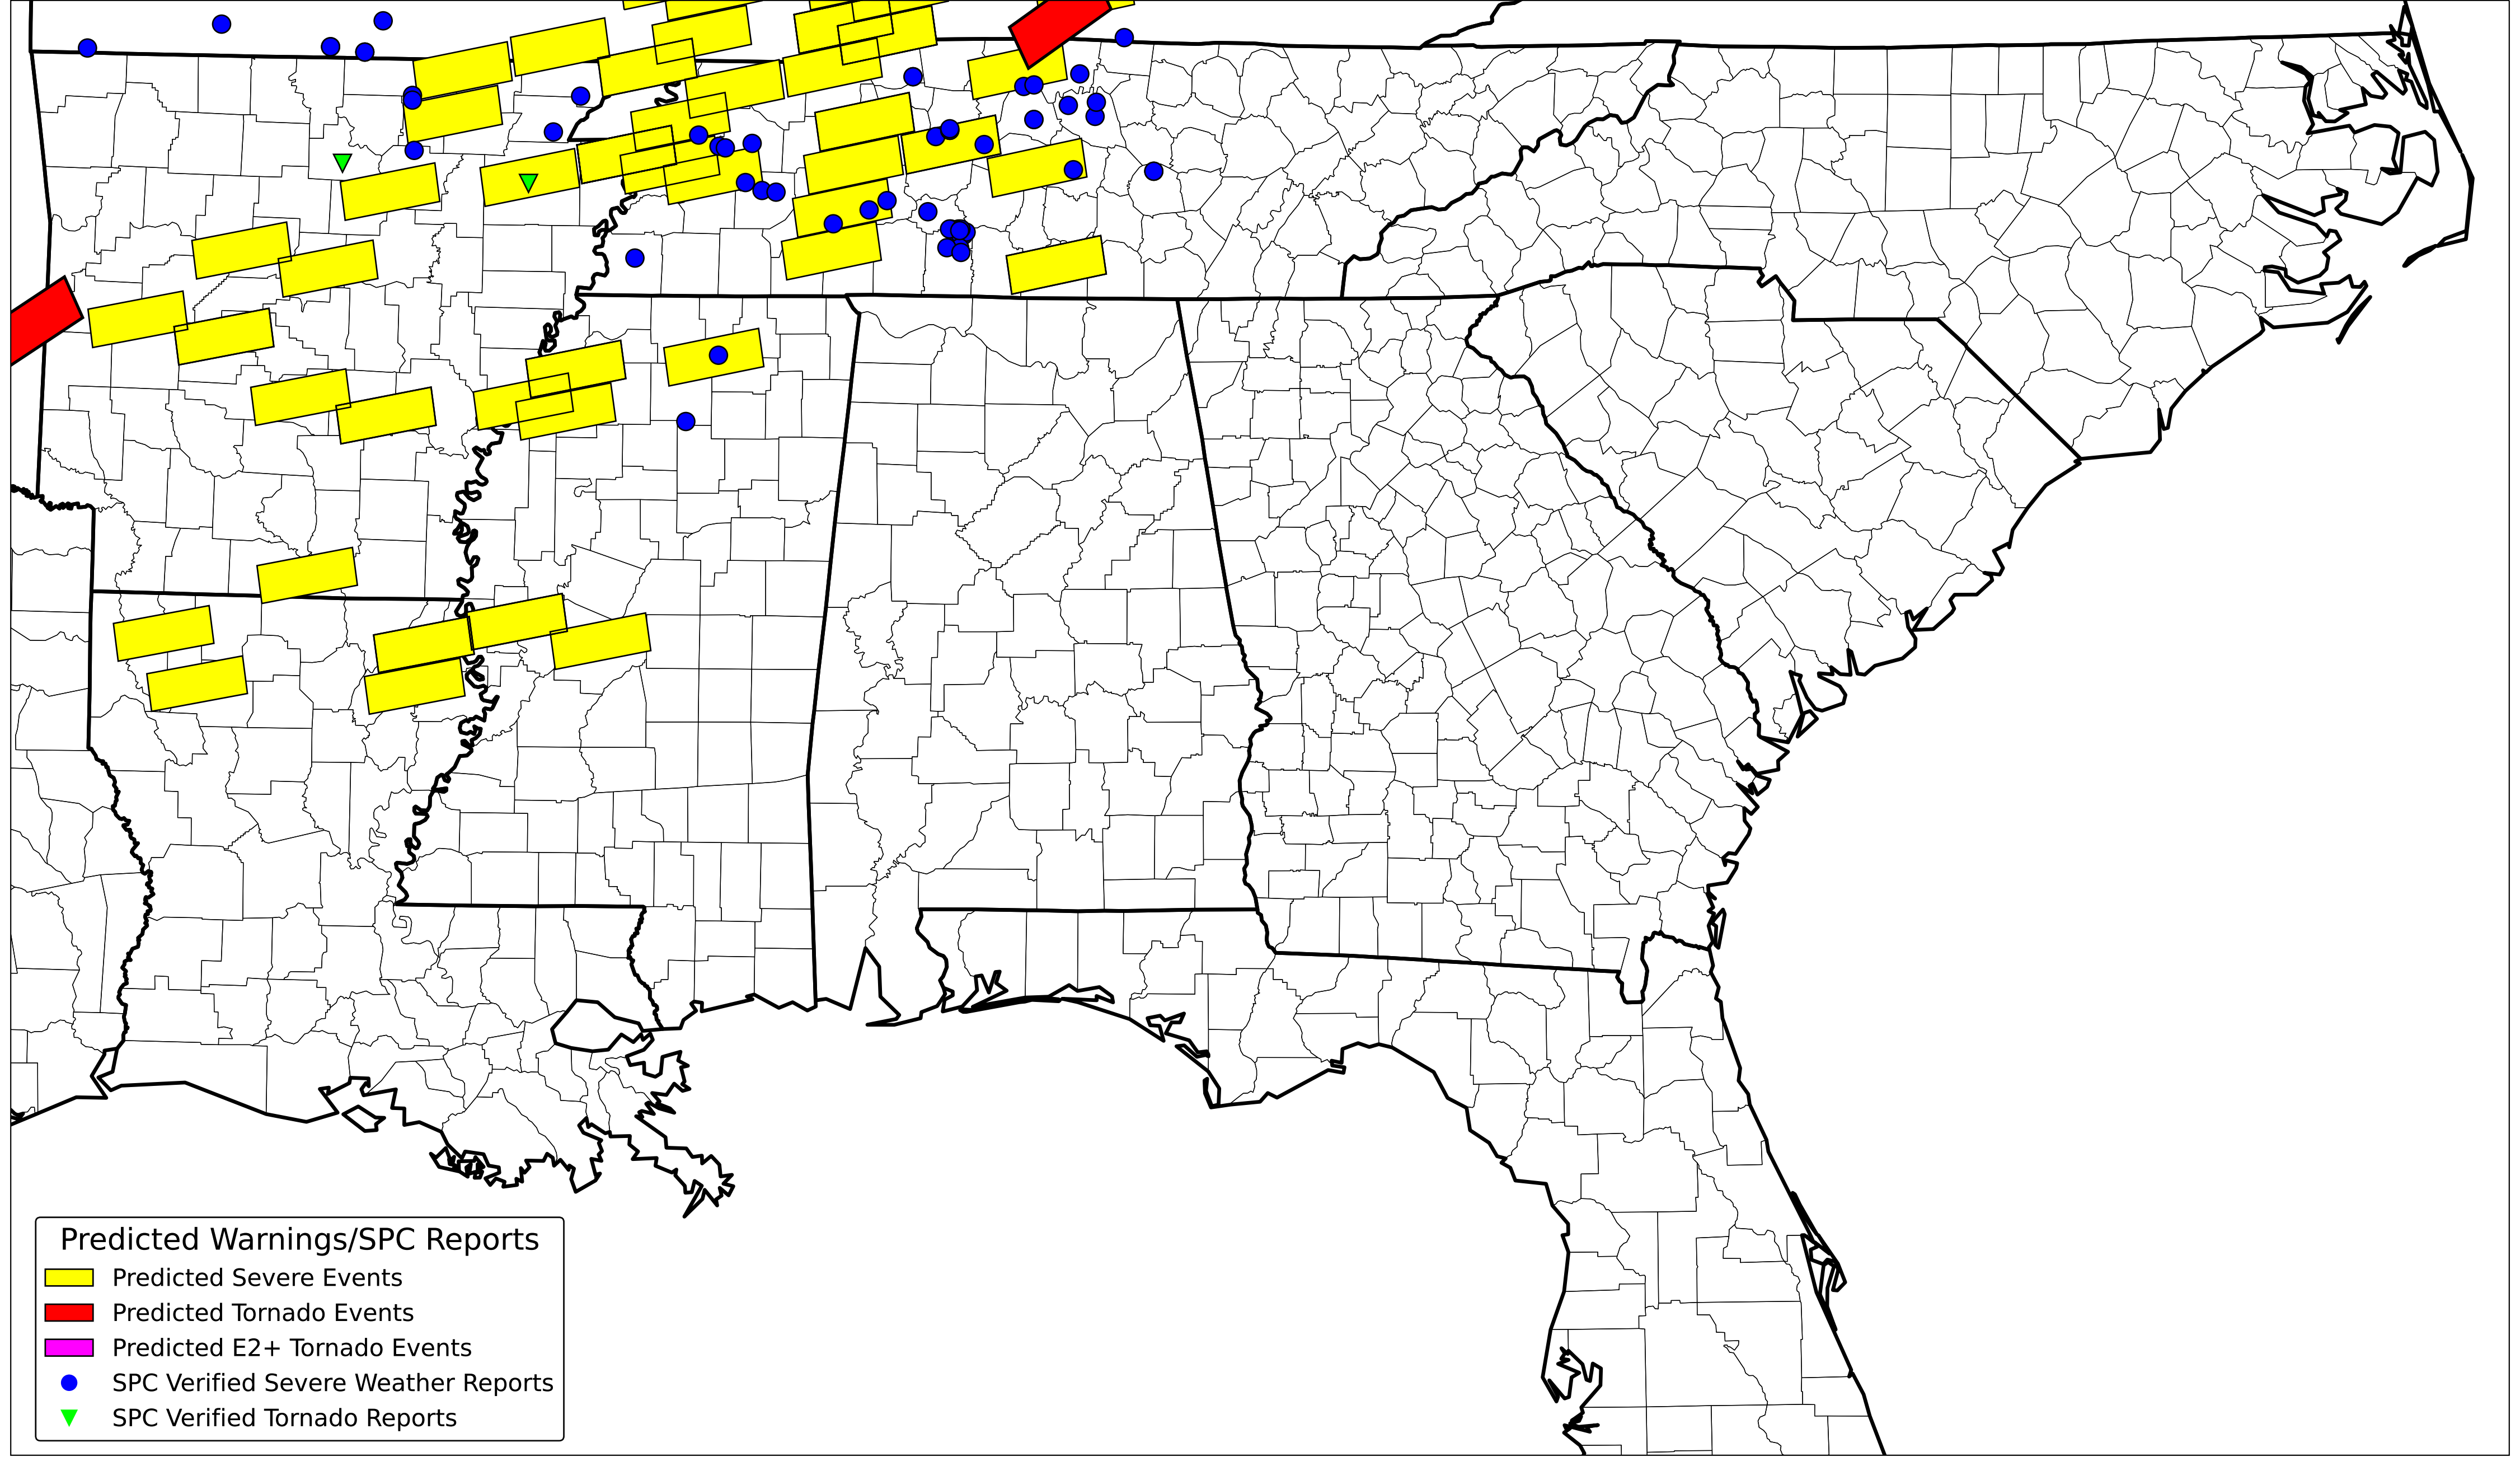 Predicted Warnings/SPC Reports
Predicted Severe Events
Predicted Tornado Events
Predicted E2+ Tornado Events
SPC Verified Severe Weather Reports
SPC Verified Tornado Reports